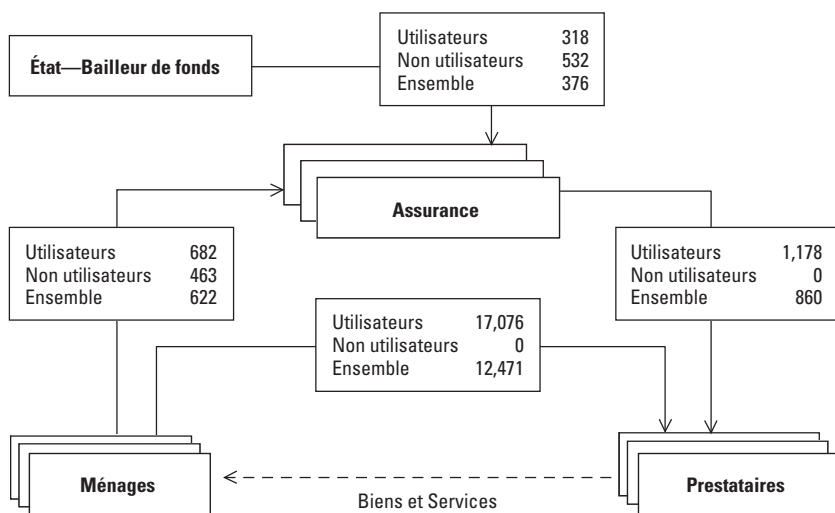 État—Bailleur de fonds
Utilisateurs 318
Non utilisateurs 532
Ensemble 376
Assurance
Utilisateurs 682
Non utilisateurs 463
Ensemble 622
Utilisateurs 1,178
Non utilisateurs 0
Ensemble 860
Utilisateurs 17,076
Non utilisateurs 0
Ensemble 12,471
Ménages
Biens et Services
Prestataires